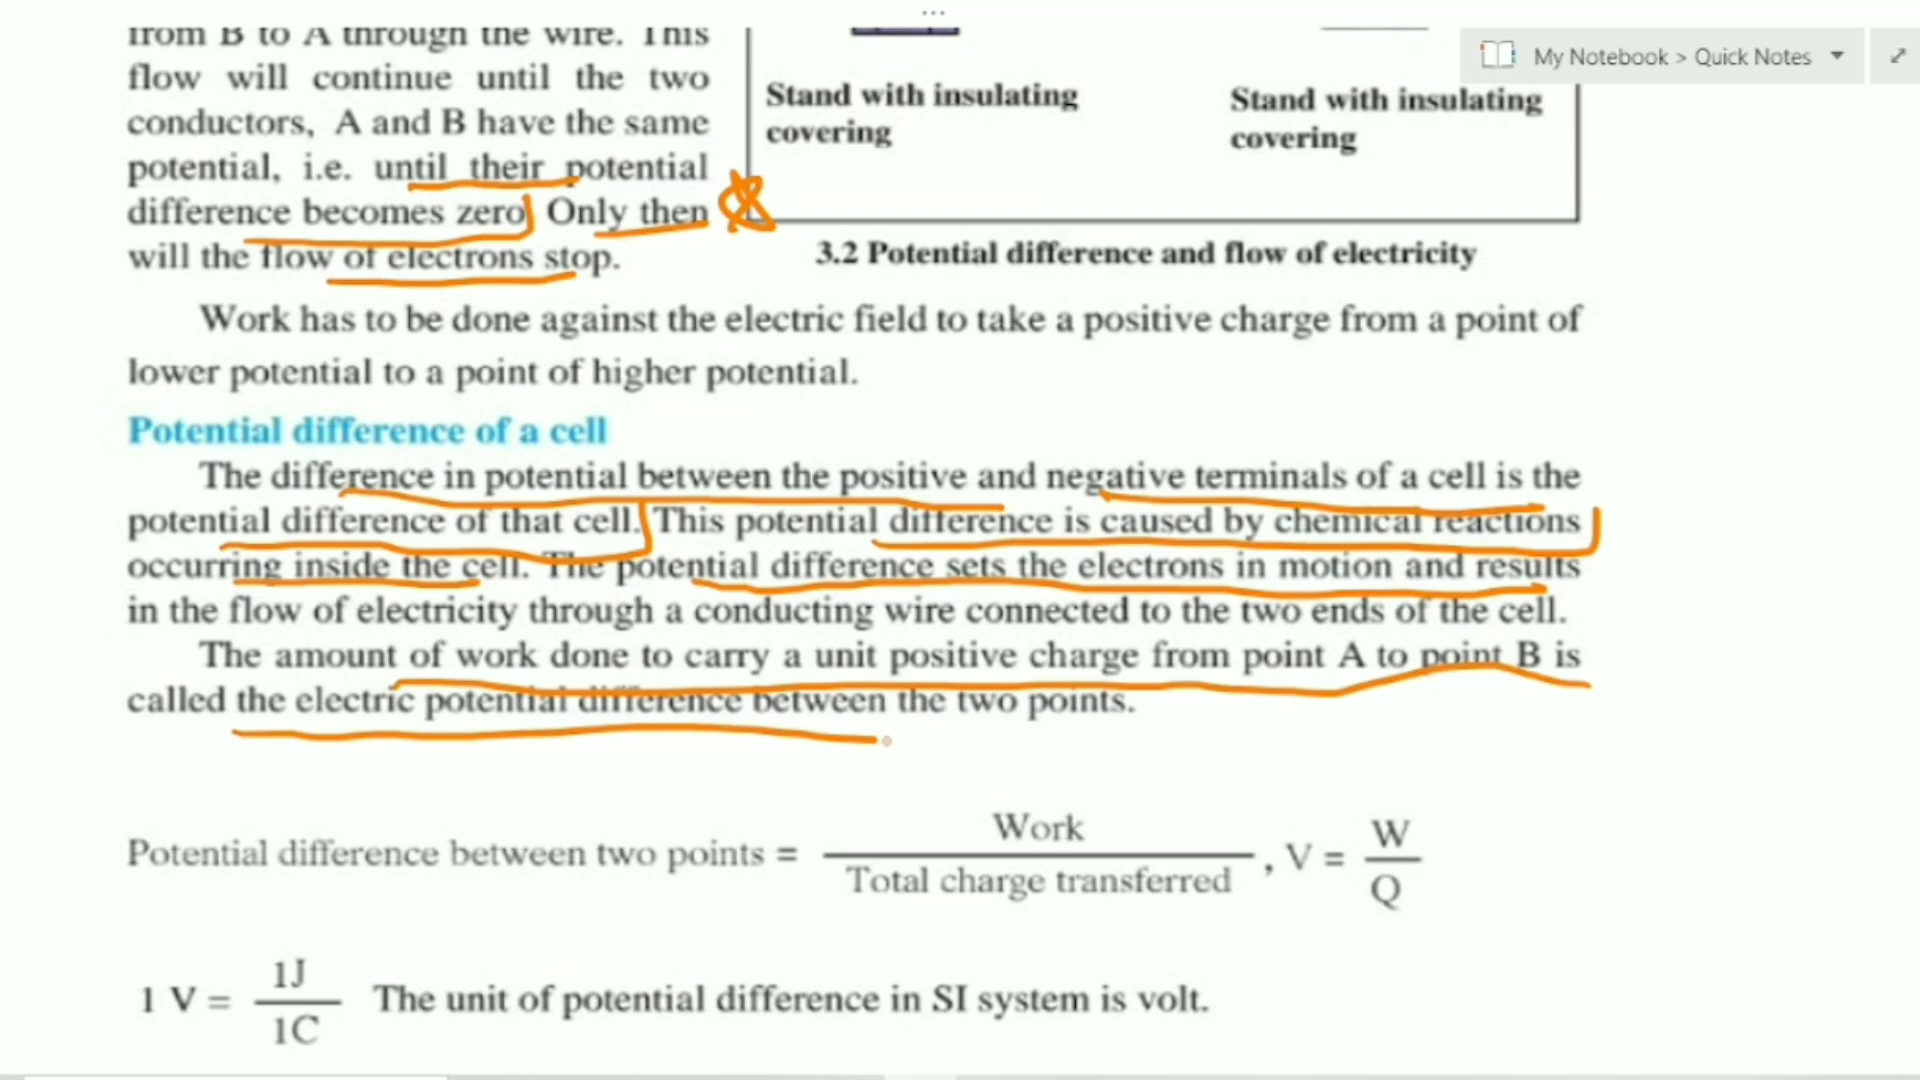 from B to A through the wire. This
flow will continue until the two
conductors, A and B have the same
potential, i.e. until their potential
difference becomes zero. Only then
will the flow of electrons stop.
Stand with insulating
covering
Stand with insulating
covering
3.2 Potential difference and flow of electricity
My Notebook > Quick Notes
Work has to be done against the electric field to take a positive charge from a point of
lower potential to a point of higher potential.
Potential difference of a cell
The difference in potential between the positive and negative terminals of a cell is the
potential difference of that cell. This potential difference is caused by chemical reactions
occurring inside the cell. The potential difference sets the electrons in motion and results
in the flow of electricity through a conducting wire connected to the two ends of the cell.
The amount of work done to carry a unit positive charge from point A to point B is
called the electric potential difference between the two points.
Potential difference between two points = Work / Total charge transferred , V = W / Q
1 V = 1J / 1C The unit of potential difference in SI system is volt.